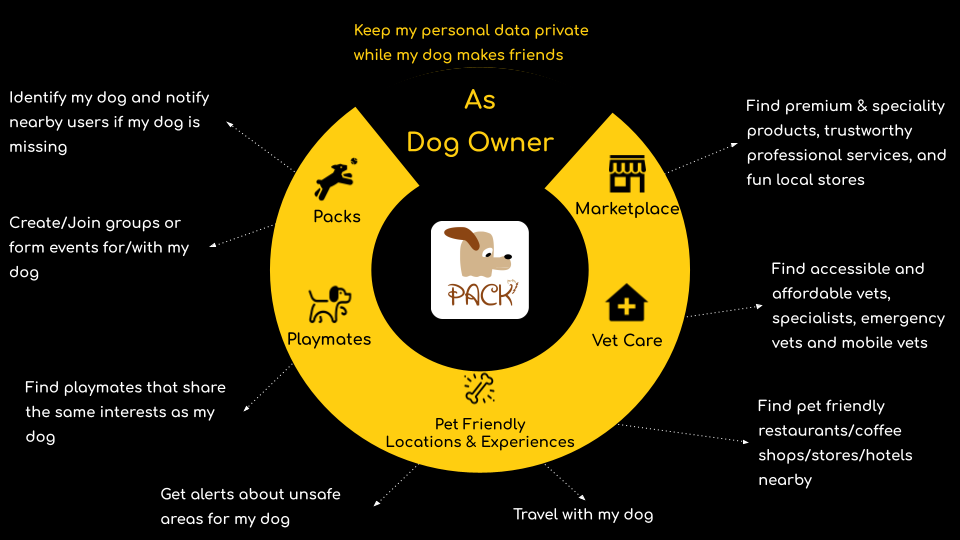 Keep my personal data private
while my dog makes friends
As
Dog Owner
Identify my dog and notify
nearby users if my dog is
missing
Create/Join groups or
form events for/with my
dog
Find playmates that share
the same interests as my
dog
Get alerts about unsafe
areas for my dog
Travel with my dog
Find premium & speciality
products, trustworthy
professional services, and
fun local stores
Find accessible and
affordable vets,
specialists, emergency
vets and mobile vets
Find pet friendly
restaurants/coffee
shops/stores/hotels
nearby
Packs
Playmates
Pet Friendly
Locations & Experiences
Vet Care
Marketplace
PACK